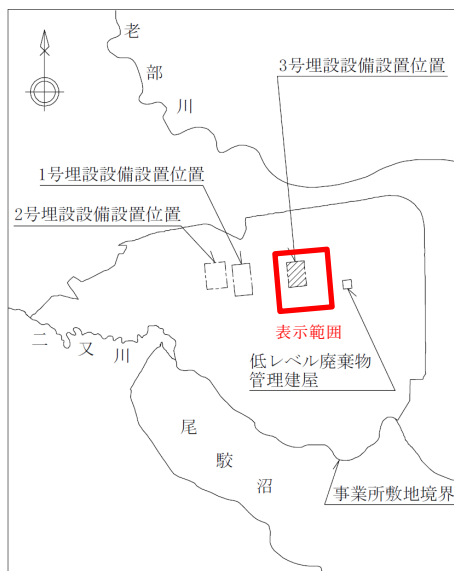 老部川
3号埋設設備設置位置
1号埋設設備設置位置
2号埋設設備設置位置
表示範囲
二又川
低レベル廃棄物
管理建屋
尾駮沼
事業所敷地境界